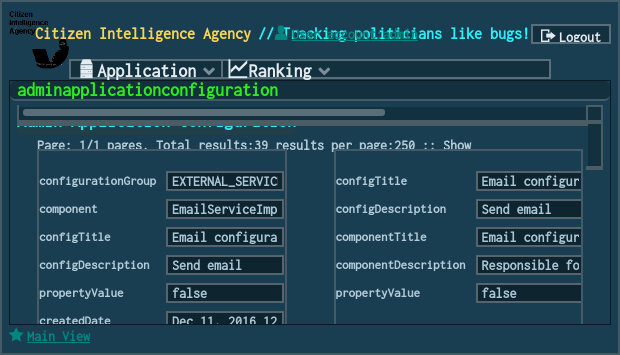 Citizen
Intelligence
Agency
Citizen Intelligence Agency // Tracking politicians like bugs!
Logout
Application
Ranking
adminapplicationconfiguration
Admin Application Configuration
Page: 1/1 pages. Total results:39 results per page:250 :: Show
configurationGroup EXTERNAL_SERVIC
component EmailServiceImp
configTitle Email configura
configDescription Send email
propertyValue false
createdDate Dec 11, 2016 12
configTitle Email configur
configDescription Send email
componentTitle Email configur
componentDescription Responsible fo
propertyValue false
Main View